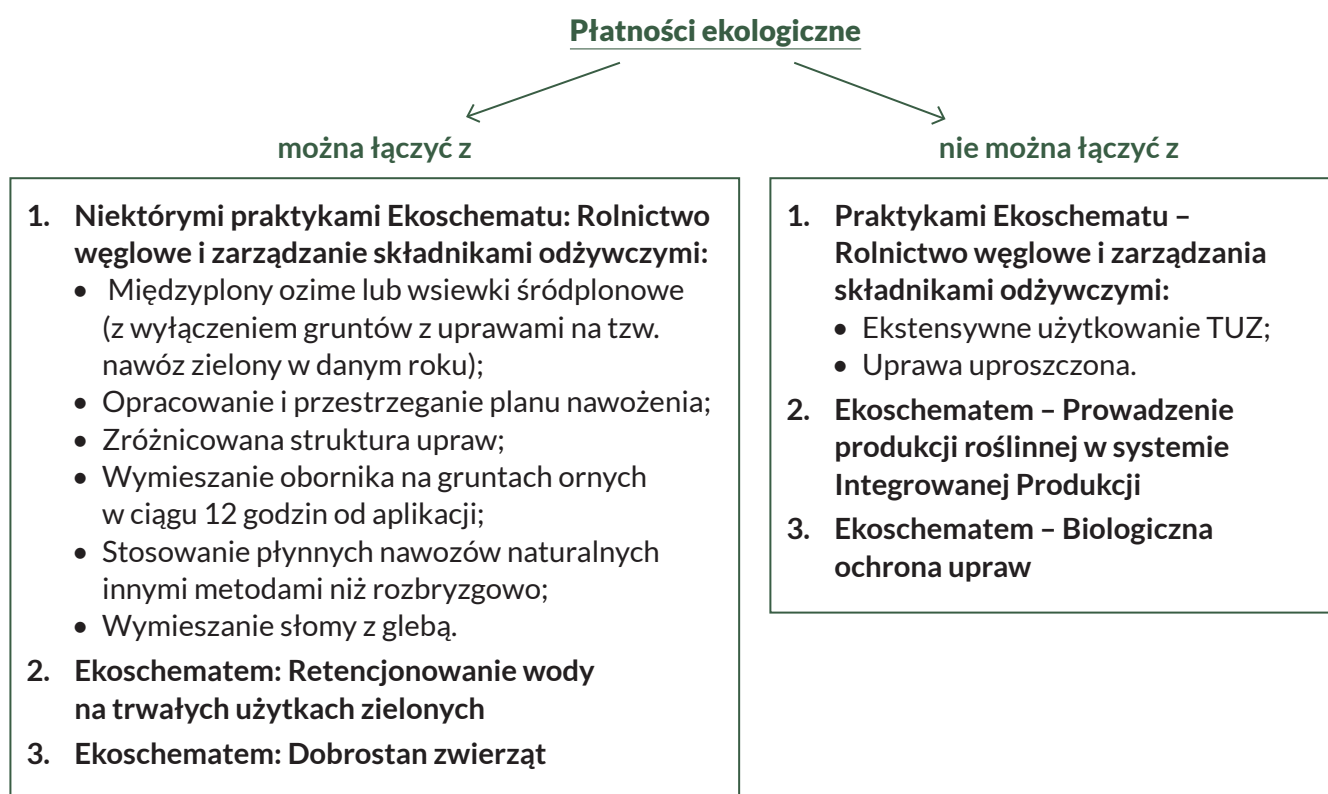 Płatności ekologiczne
można łączyć z
1. Niektórymi praktykami Ekoschematu: Rolnictwo
węglowe i zarządzanie składnikami odżywczymi:
• Międzyplony ozime lub wsiewki śródplonowe
(z wyłączeniem gruntów z uprawami na tzw.
nawóz zielony w danym roku);
• Opracowanie i przestrzeganie planu nawożenia;
• Zróżnicowana struktura upraw;
• Wymieszanie obornika na gruntach ornych
w ciągu 12 godzin od aplikacji;
• Stosowanie płynnych nawozów naturalnych
innymi metodami niż rozbryzgowo;
• Wymieszanie słomy z glebą.
2. Ekoschematem: Retencjonowanie wody
na trwałych użytkach zielonych
3. Ekoschematem: Dobrostan zwierząt
nie można łączyć z
1. Praktykami Ekoschematu –
Rolnictwo węglowe i zarządzania
składnikami odżywczymi:
• Ekstensywne użytkowanie TUZ;
• Uprawa uproszczona.
2. Ekoschematem – Prowadzenie
produkcji roślinnej w systemie
Integrowanej Produkcji
3. Ekoschematem – Biologiczna
ochrona upraw